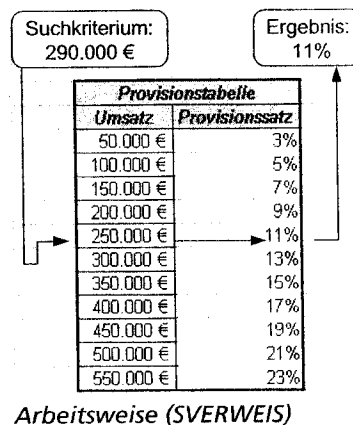 Suchkriterium:
290.000 €
Ergebnis:
11%
Provisionstabelle
Umsatz Provisionssatz
50.000 € 3%
100.000 € 5%
150.000 € 7%
200.000 € 9%
250.000 € 11%
300.000 € 13%
350.000 € 15%
400.000 € 17%
450.000 € 19%
500.000 € 21%
550.000 € 23%
Arbeitsweise (SVERWEIS)